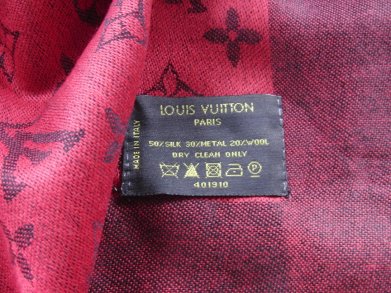 LOUIS VUITTON
PARIS
50%SILK 30%METAL 20%WOOL
DRY CLEAN ONLY
401910
MADE IN ITALY